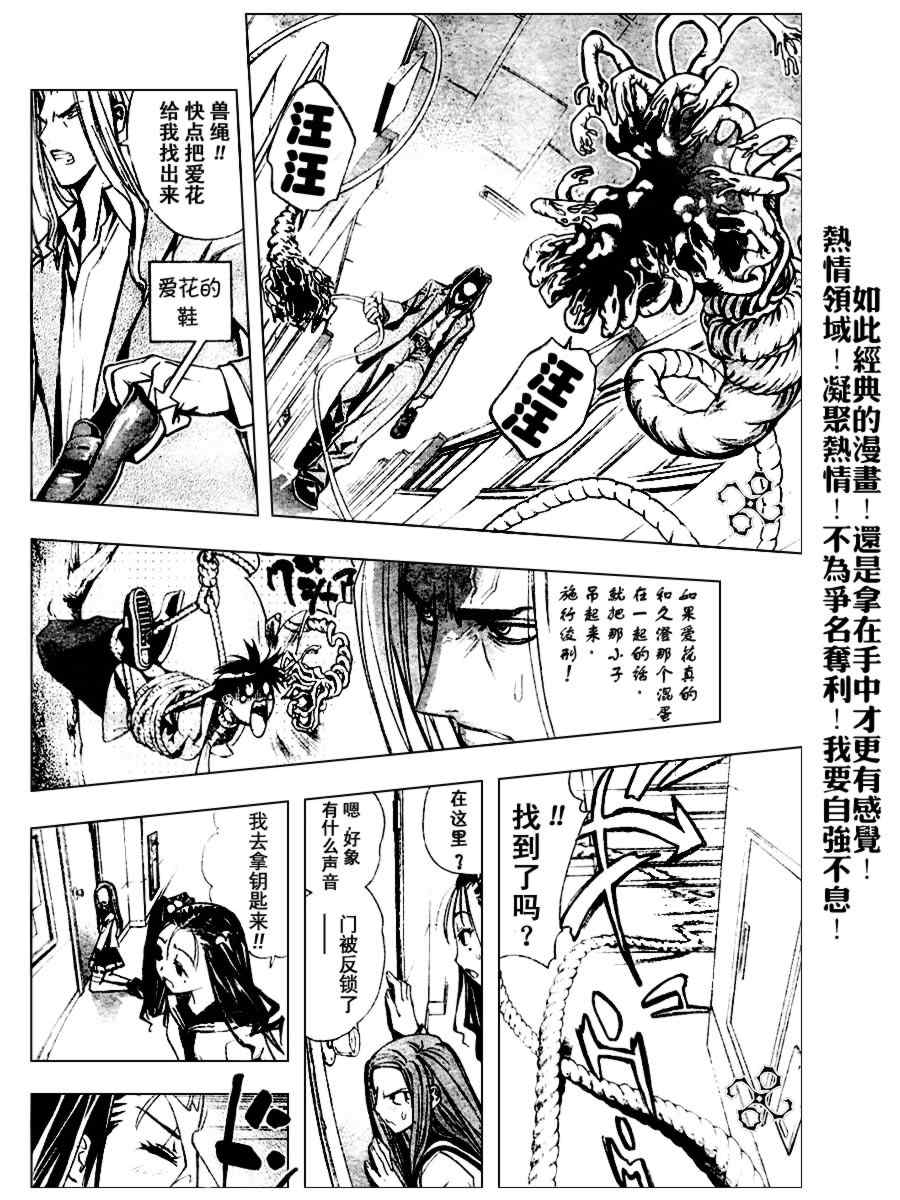 汪
汪
汪
汪
兽绳!!
快点把爱花
给我找出来
爱花的
鞋
如果爱花真的
和久澄那个混蛋
在一起的话.
就把那小子
吊起来.
施行绞刑!
!!
找到了吗?
在这里?
嗯.好象
有什么声音
——
门被反锁了
我去拿钥匙来!!
如此經典的漫畫!還是拿在手中才更有感覺!
熱情領域!凝聚熱情!不為爭名奪利!我要自強不息!